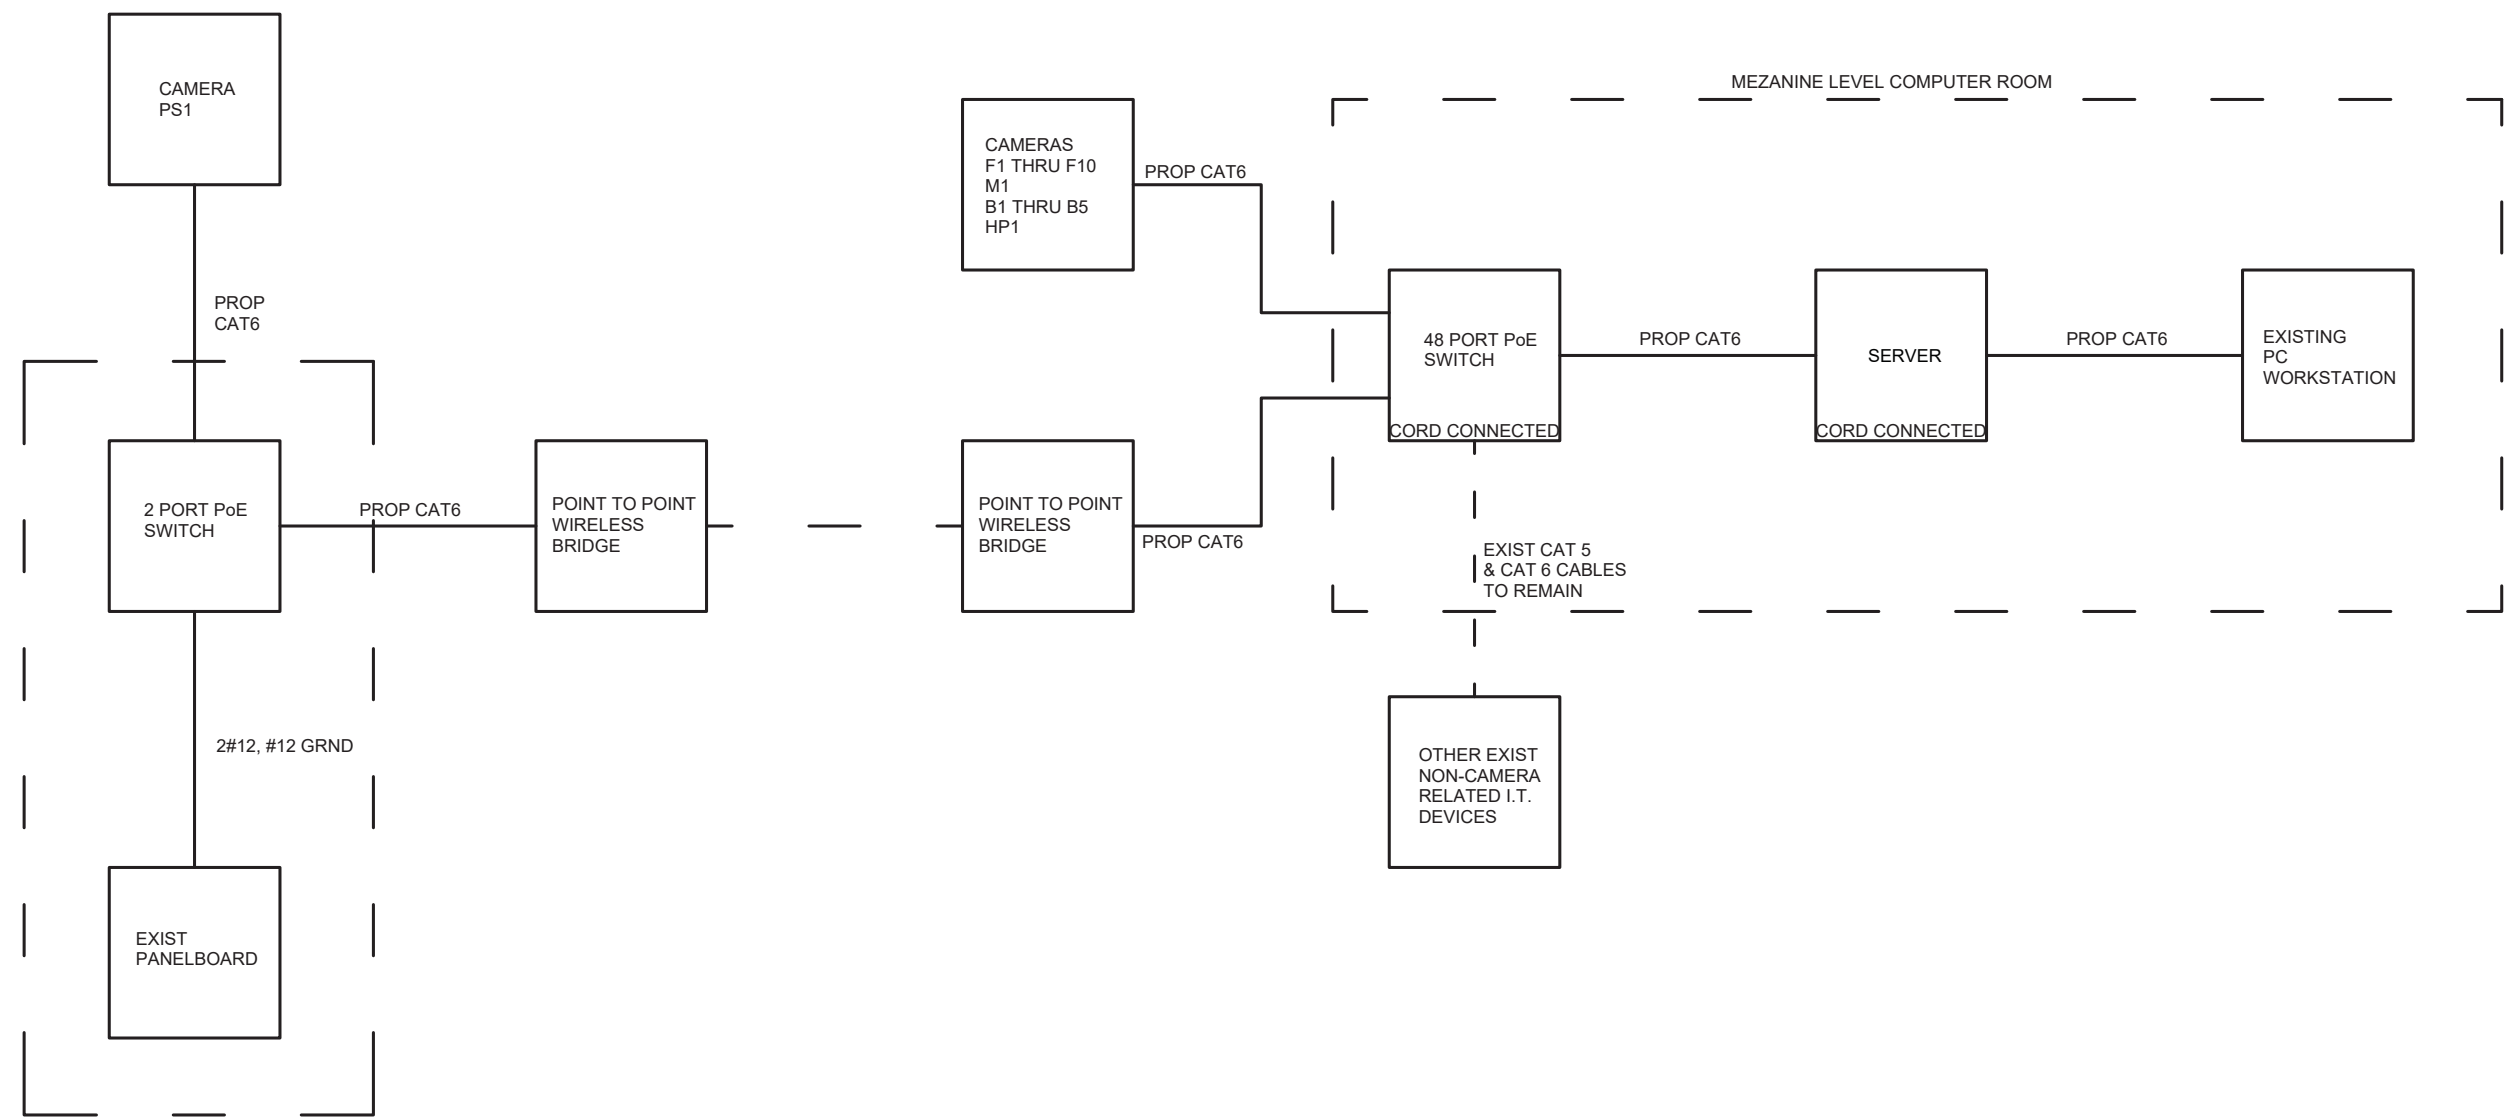 CAMERA
PS1
PROP
CAT6
2 PORT PoE
SWITCH
PROP CAT6
POINT TO POINT
WIRELESS
BRIDGE
2#12, #12 GRND
EXIST
PANELBOARD
CAMERAS
F1 THRU F10
M1
B1 THRU B5
HP1
PROP CAT6
POINT TO POINT
WIRELESS
BRIDGE
PROP CAT6
MEZANINE LEVEL COMPUTER ROOM
48 PORT PoE
SWITCH
CORD CONNECTED
PROP CAT6
SERVER
CORD CONNECTED
PROP CAT6
EXISTING
PC
WORKSTATION
EXIST CAT 5
& CAT 6 CABLES
TO REMAIN
OTHER EXIST
NON-CAMERA
RELATED I.T.
DEVICES